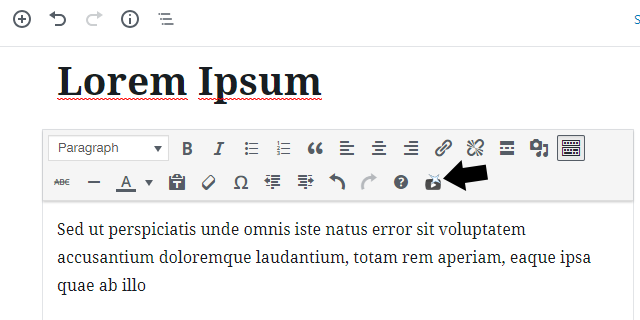 S
Lorem Ipsum
Paragraph
B I
ABC A Ω ?
Sed ut perspiciatis unde omnis iste natus error sit voluptatem
accusantium doloremque laudantium, totam rem aperiam, eaque ipsa
quae ab illo